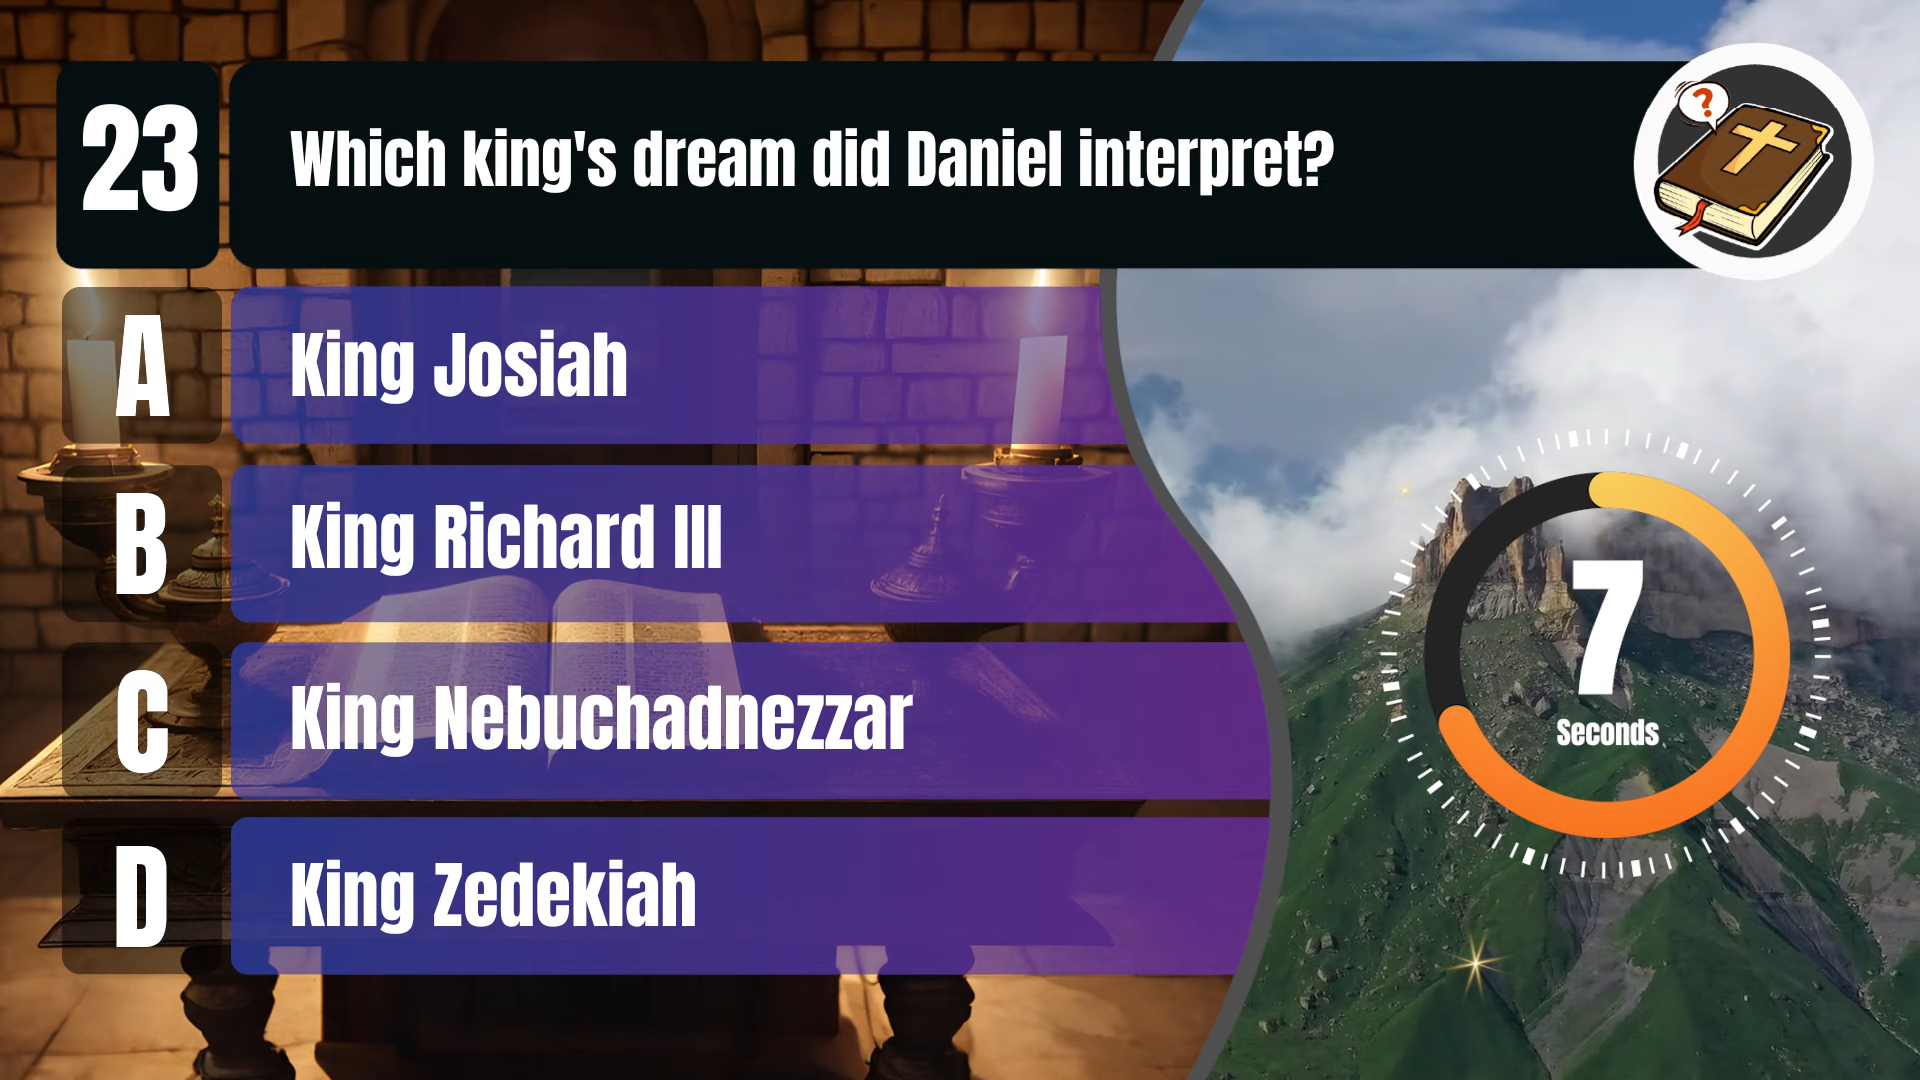 23
Which king's dream did Daniel interpret?
?
A
King Josiah
B
King Richard III
C
King Nebuchadnezzar
D
King Zedekiah
7
Seconds